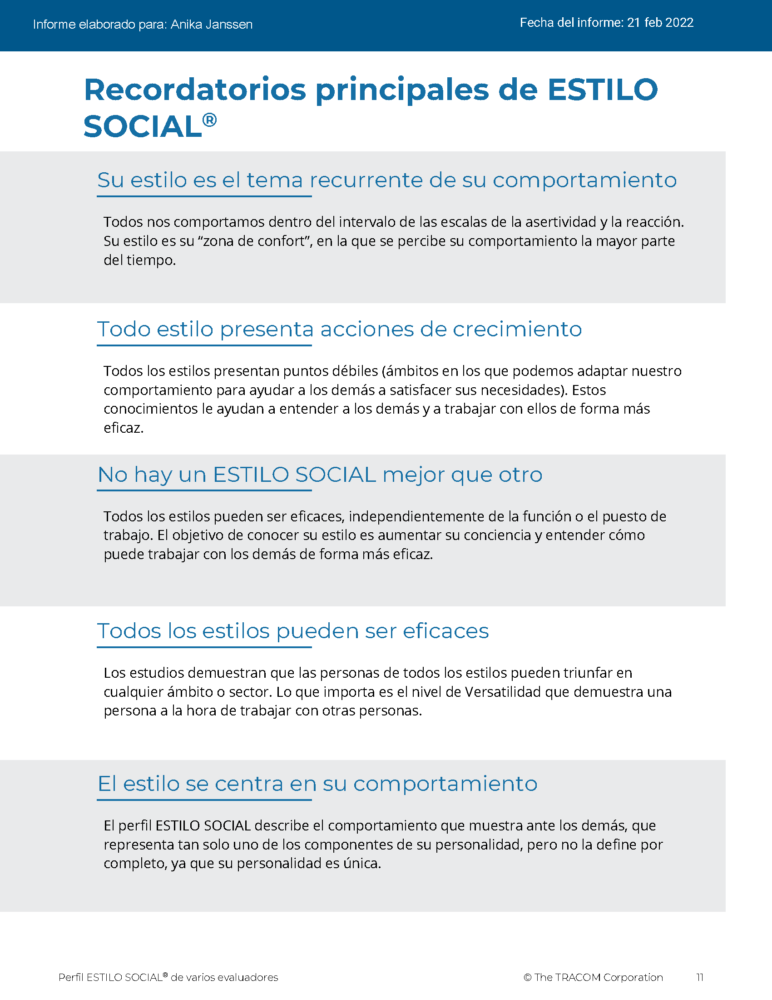 Informe elaborado para: Anika Janssen
Fecha del informe: 21 feb 2022
Recordatorios principales de ESTILO
SOCIAL®
Su estilo es el tema recurrente de su comportamiento
Todos nos comportamos dentro del intervalo de las escalas de la asertividad y la reacción.
Su estilo es su “zona de confort”, en la que se percibe su comportamiento la mayor parte
del tiempo.
Todo estilo presenta acciones de crecimiento
Todos los estilos presentan puntos débiles (ámbitos en los que podemos adaptar nuestro
comportamiento para ayudar a los demás a satisfacer sus necesidades). Estos
conocimientos le ayudan a entender a los demás y a trabajar con ellos de forma más
eficaz.
No hay un ESTILO SOCIAL mejor que otro
Todos los estilos pueden ser eficaces, independientemente de la función o el puesto de
trabajo. El objetivo de conocer su estilo es aumentar su conciencia y entender cómo
puede trabajar con los demás de forma más eficaz.
Todos los estilos pueden ser eficaces
Los estudios demuestran que las personas de todos los estilos pueden triunfar en
cualquier ámbito o sector. Lo que importa es el nivel de Versatilidad que demuestra una
persona a la hora de trabajar con otras personas.
El estilo se centra en su comportamiento
El perfil ESTILO SOCIAL describe el comportamiento que muestra ante los demás, que
representa tan solo uno de los componentes de su personalidad, pero no la define por
completo, ya que su personalidad es única.
Perfil ESTILO SOCIAL® de varios evaluadores
© The TRACOM Corporation 11